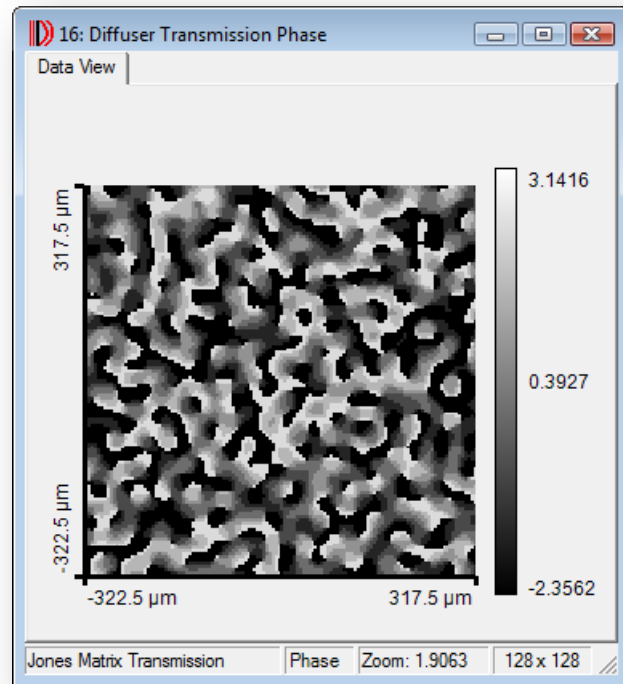 16: Diffuser Transmission Phase
Data View
317.5 µm
-322.5 µm
-322.5 µm
317.5 µm
3.1416
0.3927
-2.3562
Jones Matrix Transmission
Phase
Zoom: 1.9063
128 x 128